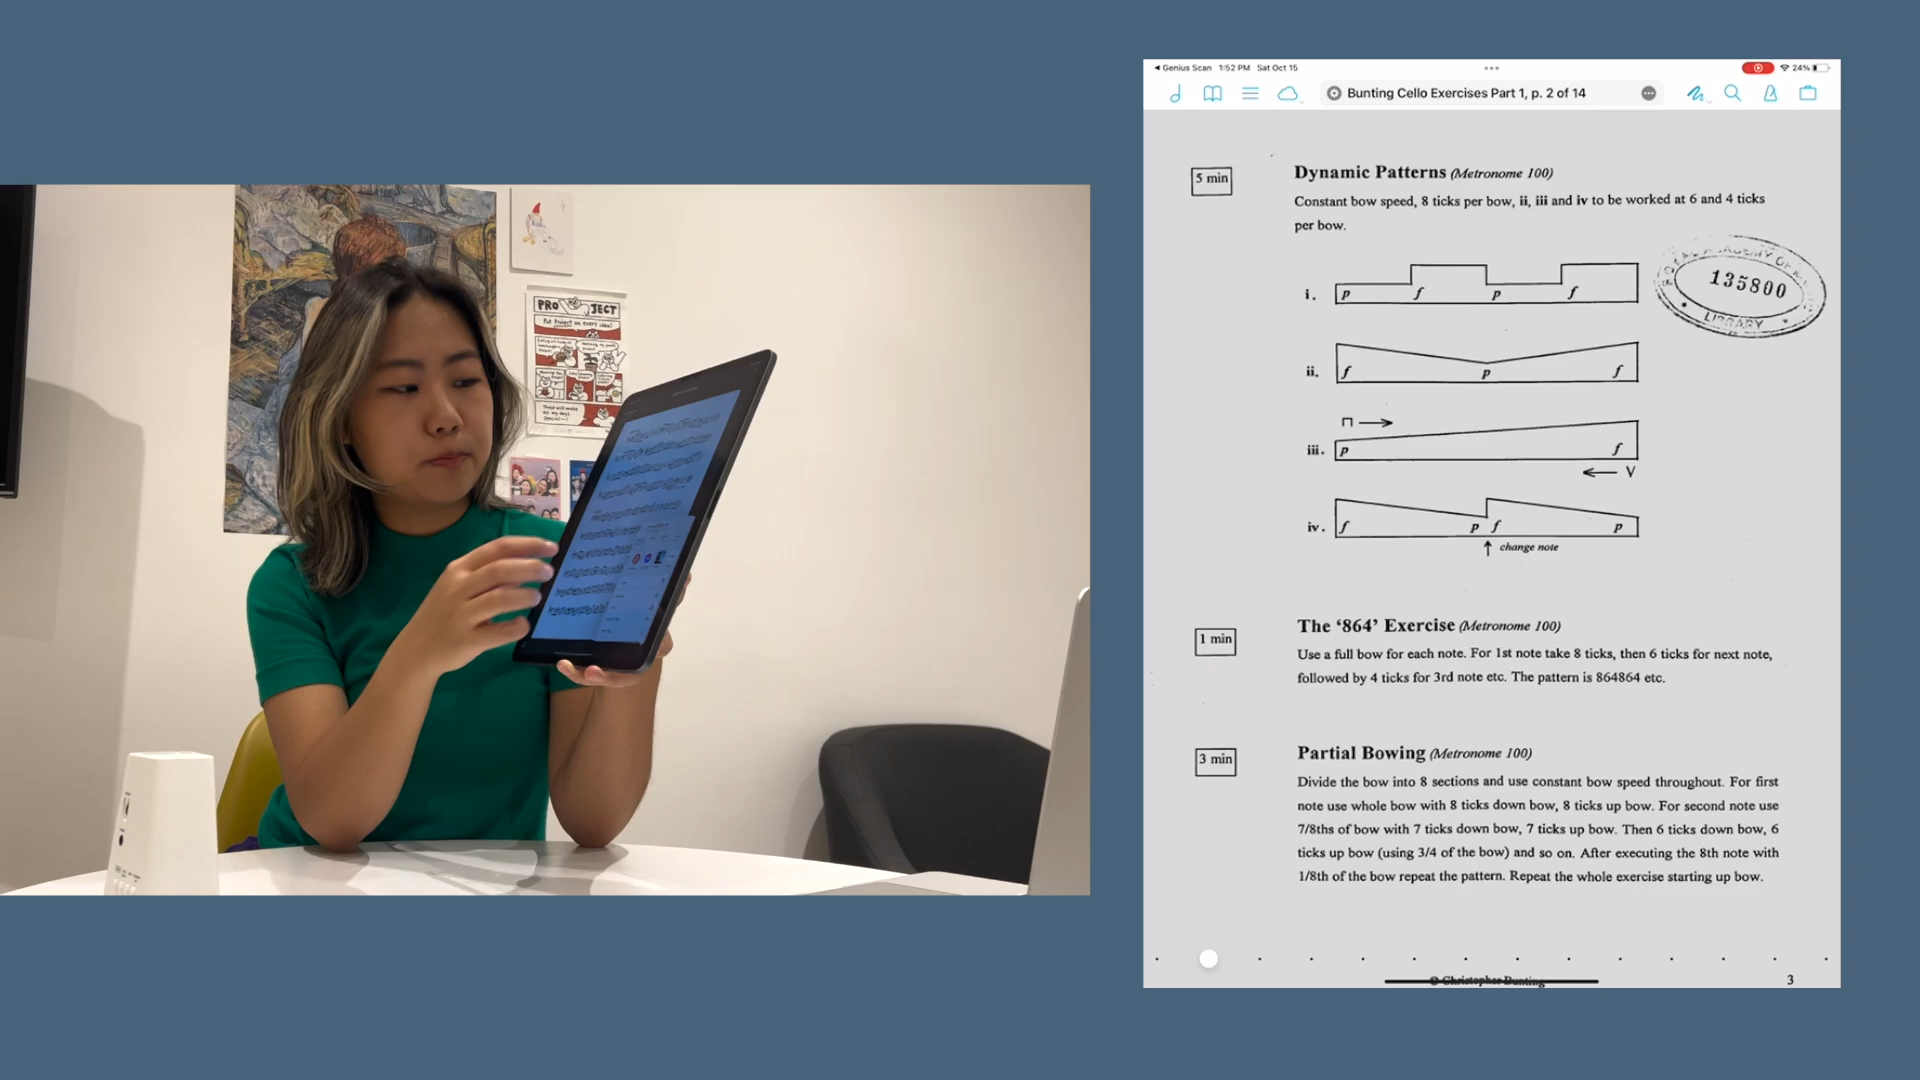 PROJECT
Put Project on every idea!
Genius Scan 1:52 PM Sat Oct 15
24%
Bunting Cello Exercises Part 1, p. 2 of 14
5 min
Dynamic Patterns (Metronome 100)
Constant bow speed, 8 ticks per bow, ii, iii and iv to be worked at 6 and 4 ticks
per bow.
i. p f p f
135800
LIBRARY
ii. f p f
iii. p f
V
iv. f p f p
change note
1 min
The ‘864’ Exercise (Metronome 100)
Use a full bow for each note. For 1st note take 8 ticks, then 6 ticks for next note,
followed by 4 ticks for 3rd note etc. The pattern is 864864 etc.
3 min
Partial Bowing (Metronome 100)
Divide the bow into 8 sections and use constant bow speed throughout. For first
note use whole bow with 8 ticks down bow, 8 ticks up bow. For second note use
7/8ths of bow with 7 ticks down bow, 7 ticks up bow. Then 6 ticks down bow, 6
ticks up bow (using 3/4 of the bow) and so on. After executing the 8th note with
1/8th of the bow repeat the pattern. Repeat the whole exercise starting up bow.
© Christopher Bunting
3